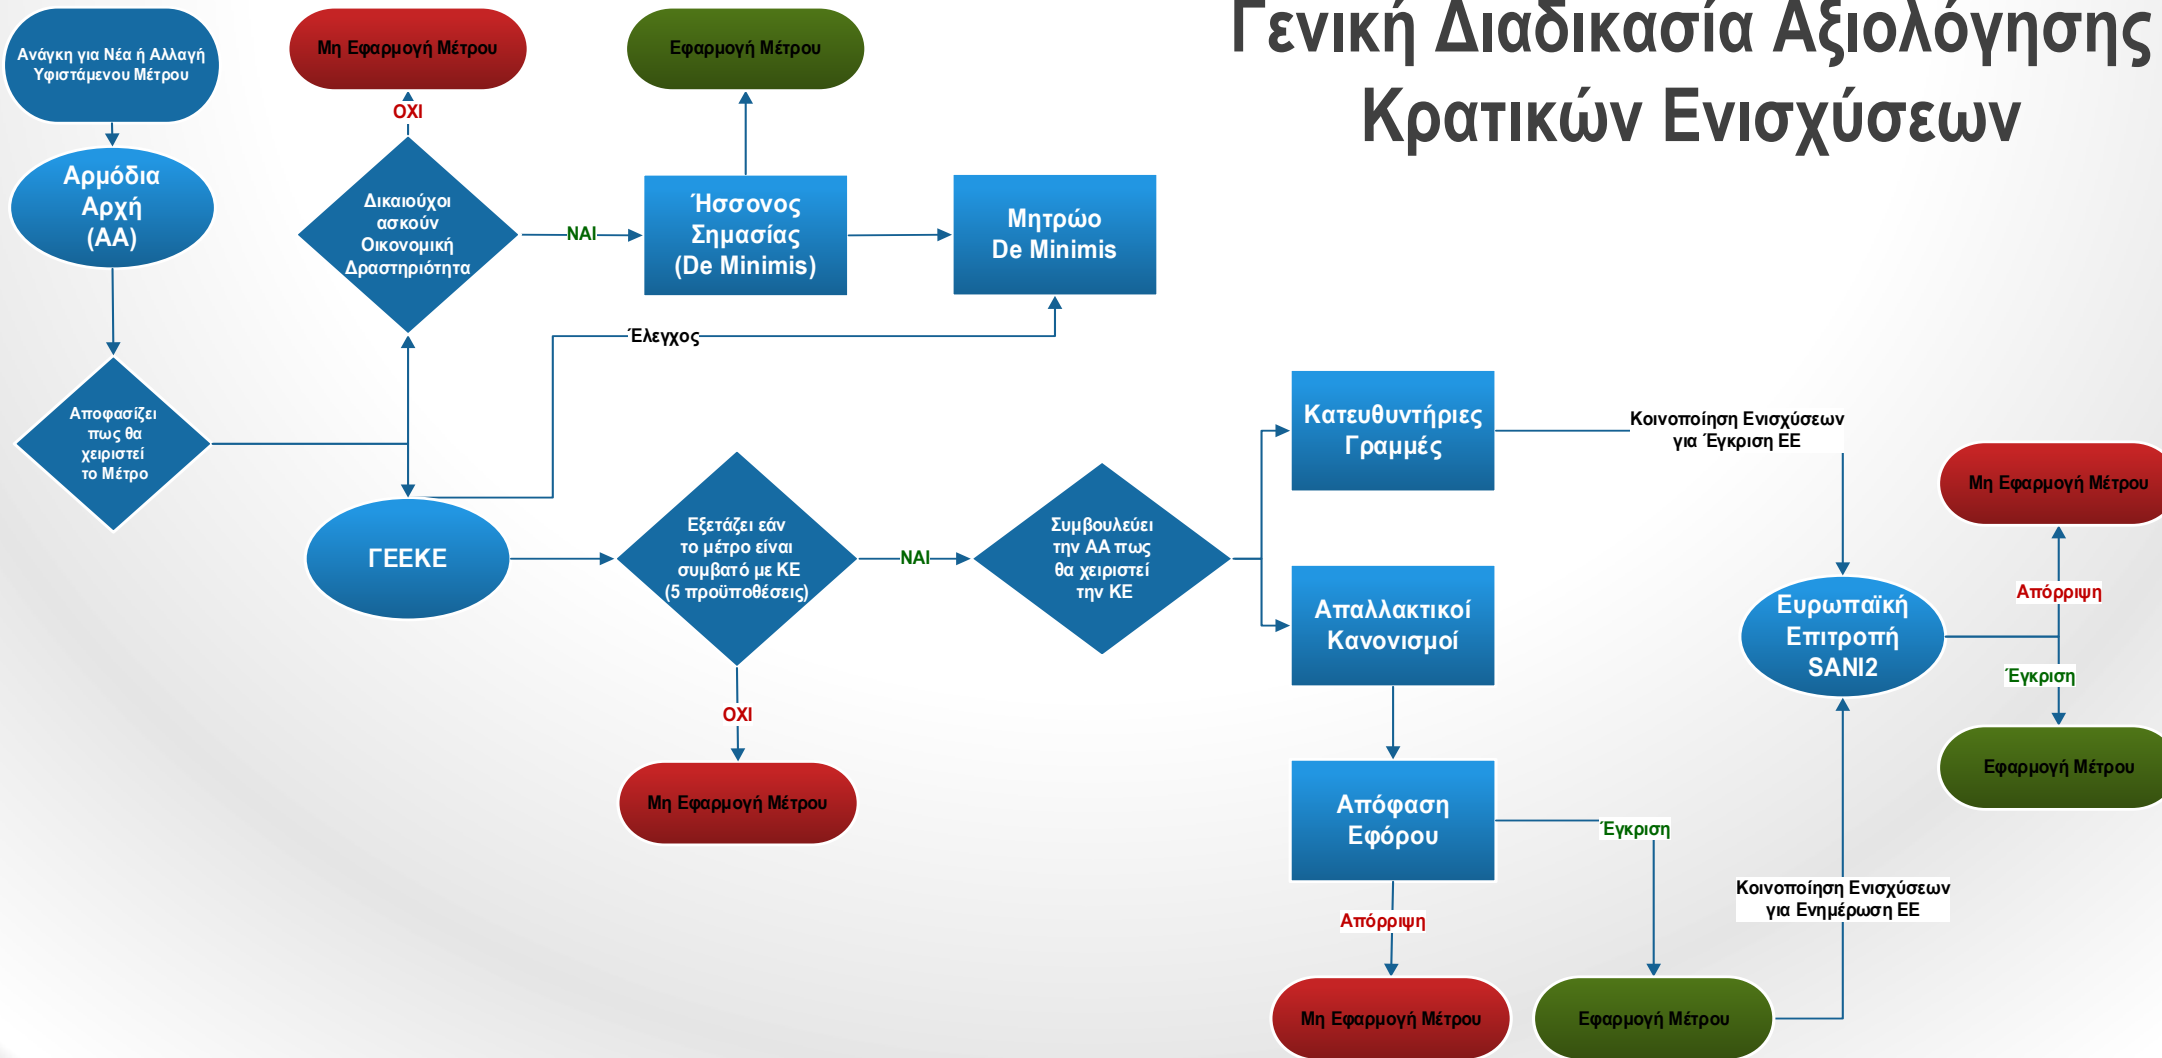 Γενική Διαδικασία Αξιολόγησης
Κρατικών Ενισχύσεων
Ανάγκη για Νέα ή Αλλαγή
Υφιστάμενου Μέτρου
Αρμόδια
Αρχή
(ΑΑ)
Αποφασίζει
πως θα
χειριστεί
το Μέτρο
Μη Εφαρμογή Μέτρου
ΟΧΙ
Δικαιούχοι
ασκούν
Οικονομική
Δραστηριότητα
ΝΑΙ
Εφαρμογή Μέτρου
Ήσσονος
Σημασίας
(De Minimis)
Μητρώο
De Minimis
Έλεγχος
ΓΕΕΚΕ
Εξετάζει εάν
το μέτρο είναι
συμβατό με ΚΕ
(5 προϋποθέσεις)
ΟΧΙ
Μη Εφαρμογή Μέτρου
ΝΑΙ
Συμβουλεύει
την ΑΑ πως
θα χειριστεί
την ΚΕ
Κατευθυντήριες
Γραμμές
Κοινοποίηση Ενισχύσεων
για Έγκριση ΕΕ
Απαλλακτικοί
Κανονισμοί
Απόφαση
Εφόρου
Απόρριψη
Μη Εφαρμογή Μέτρου
Έγκριση
Εφαρμογή Μέτρου
Κοινοποίηση Ενισχύσεων
για Ενημέρωση ΕΕ
Ευρωπαϊκή
Επιτροπή
SANI2
Απόρριψη
Μη Εφαρμογή Μέτρου
Έγκριση
Εφαρμογή Μέτρου